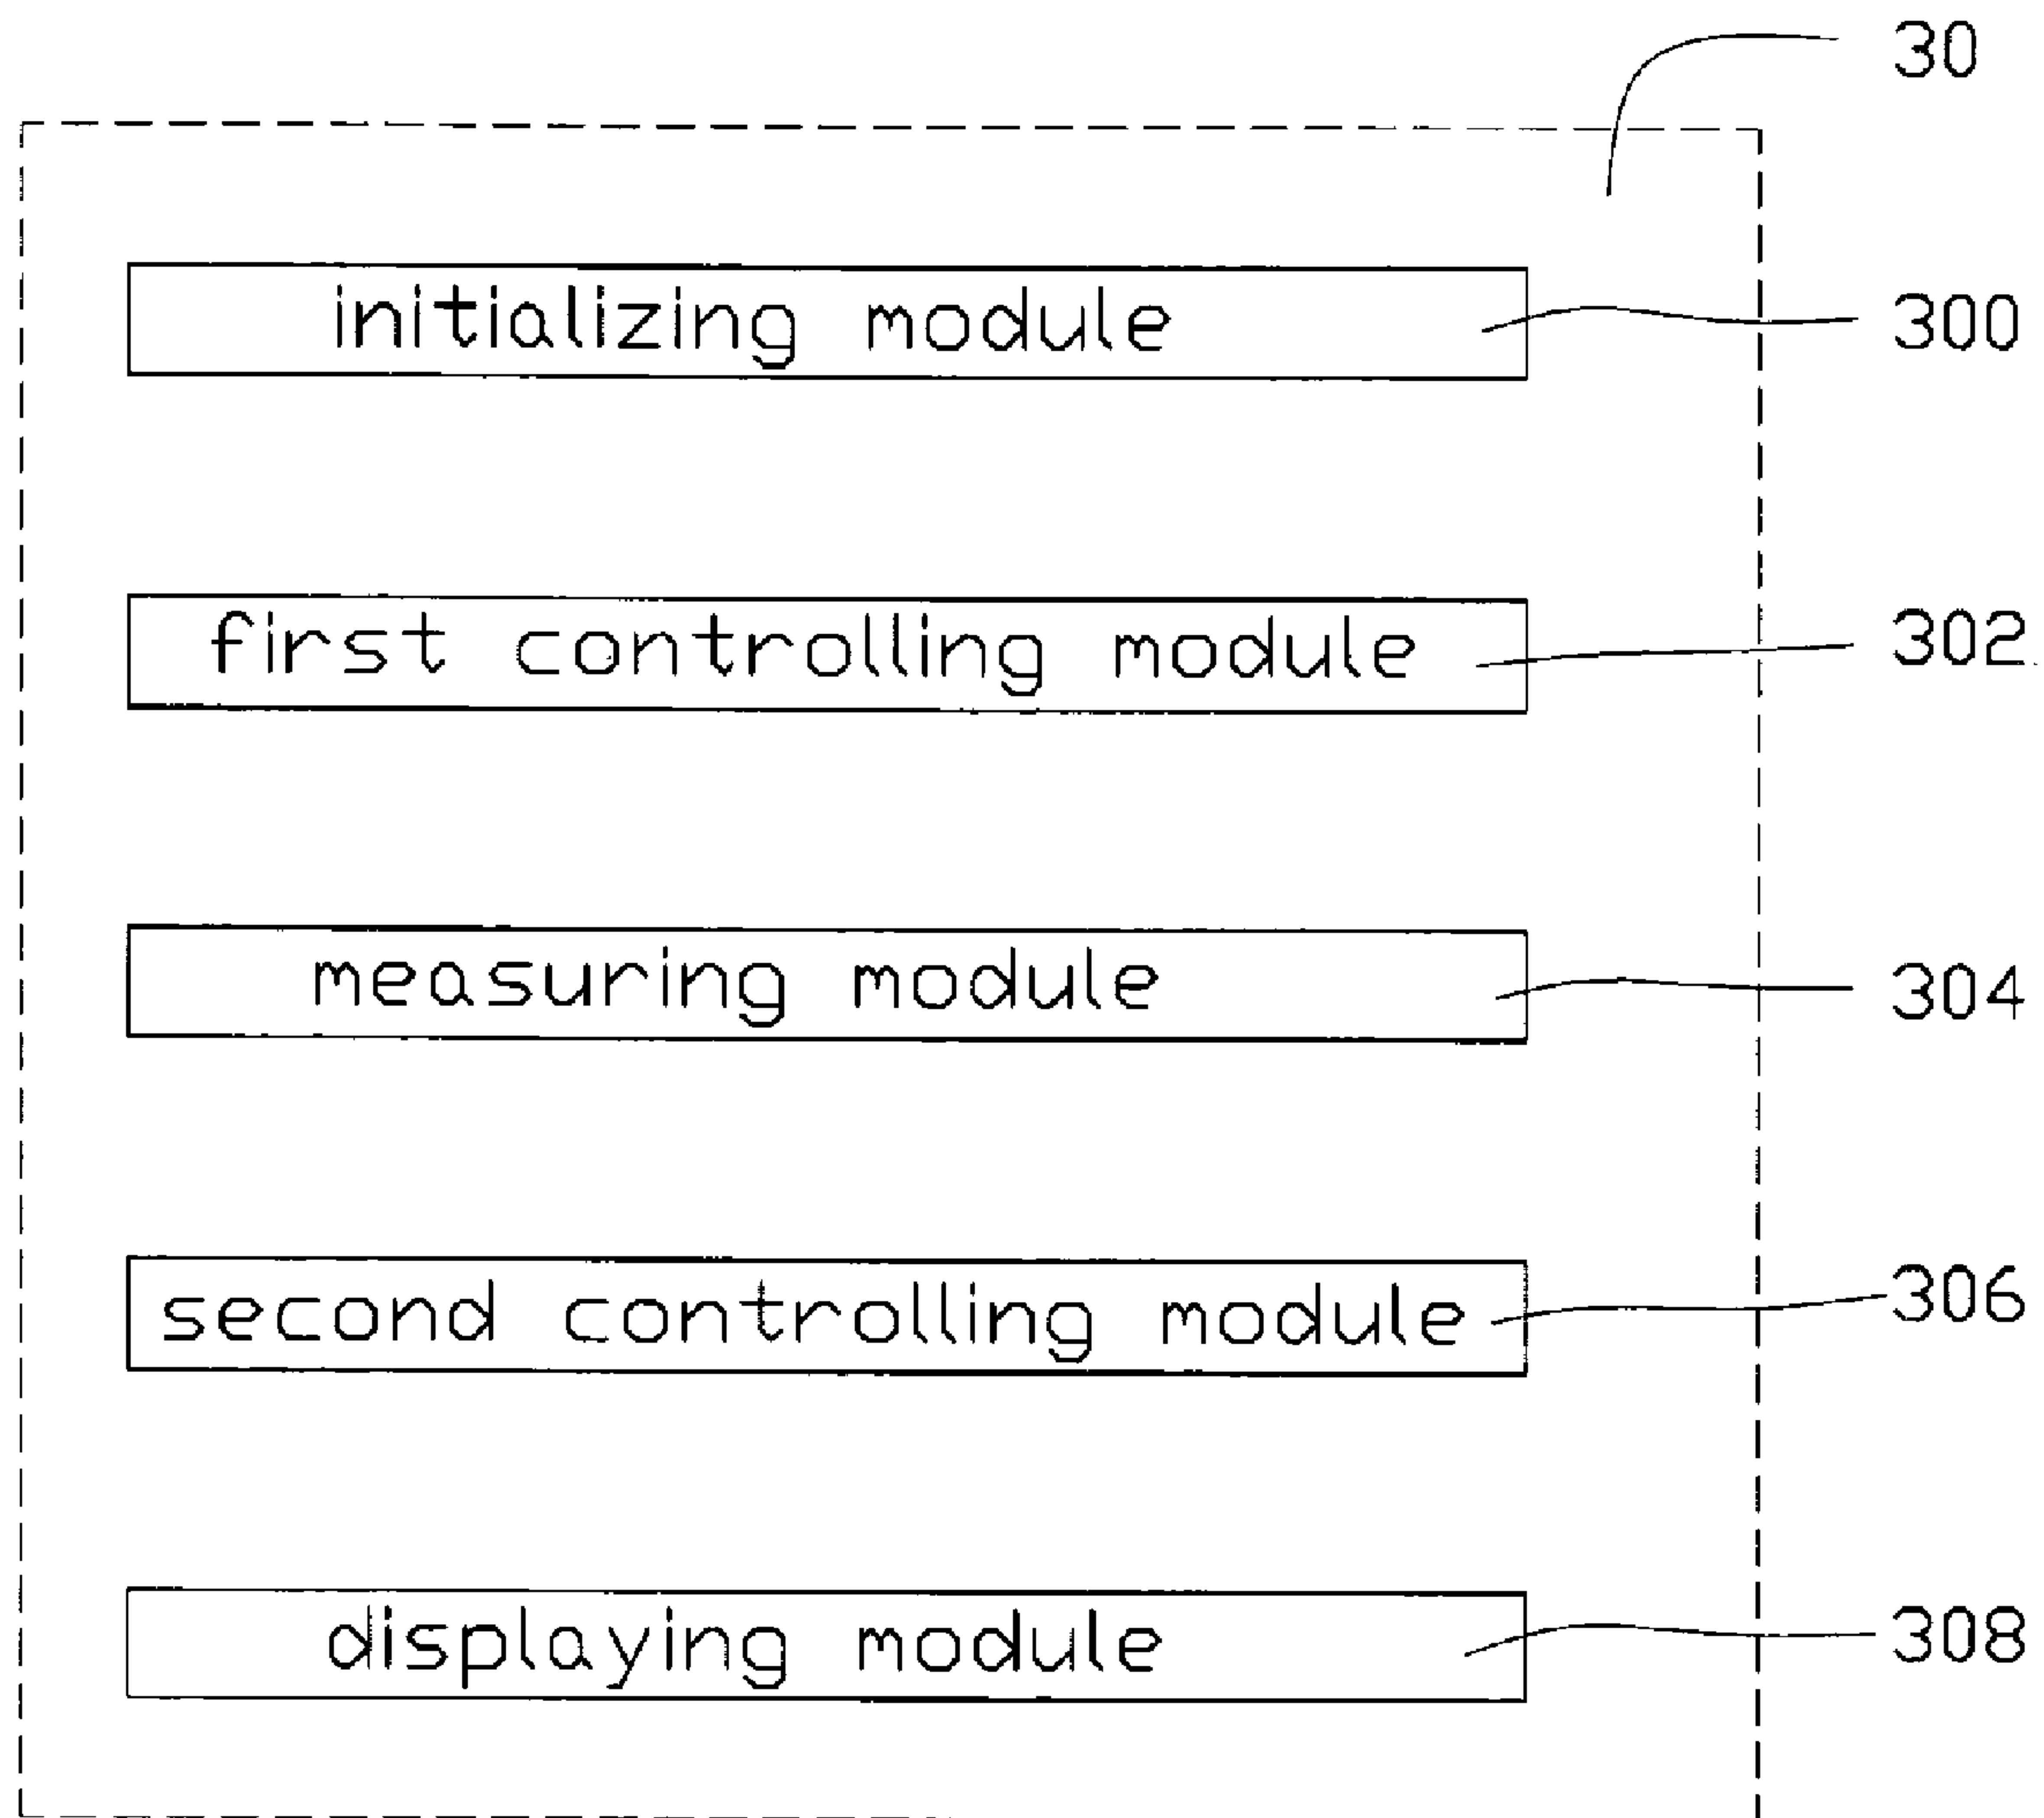 30
initializing module 300
first controlling module 302
measuring module 304
second controlling module 306
displaying module 308